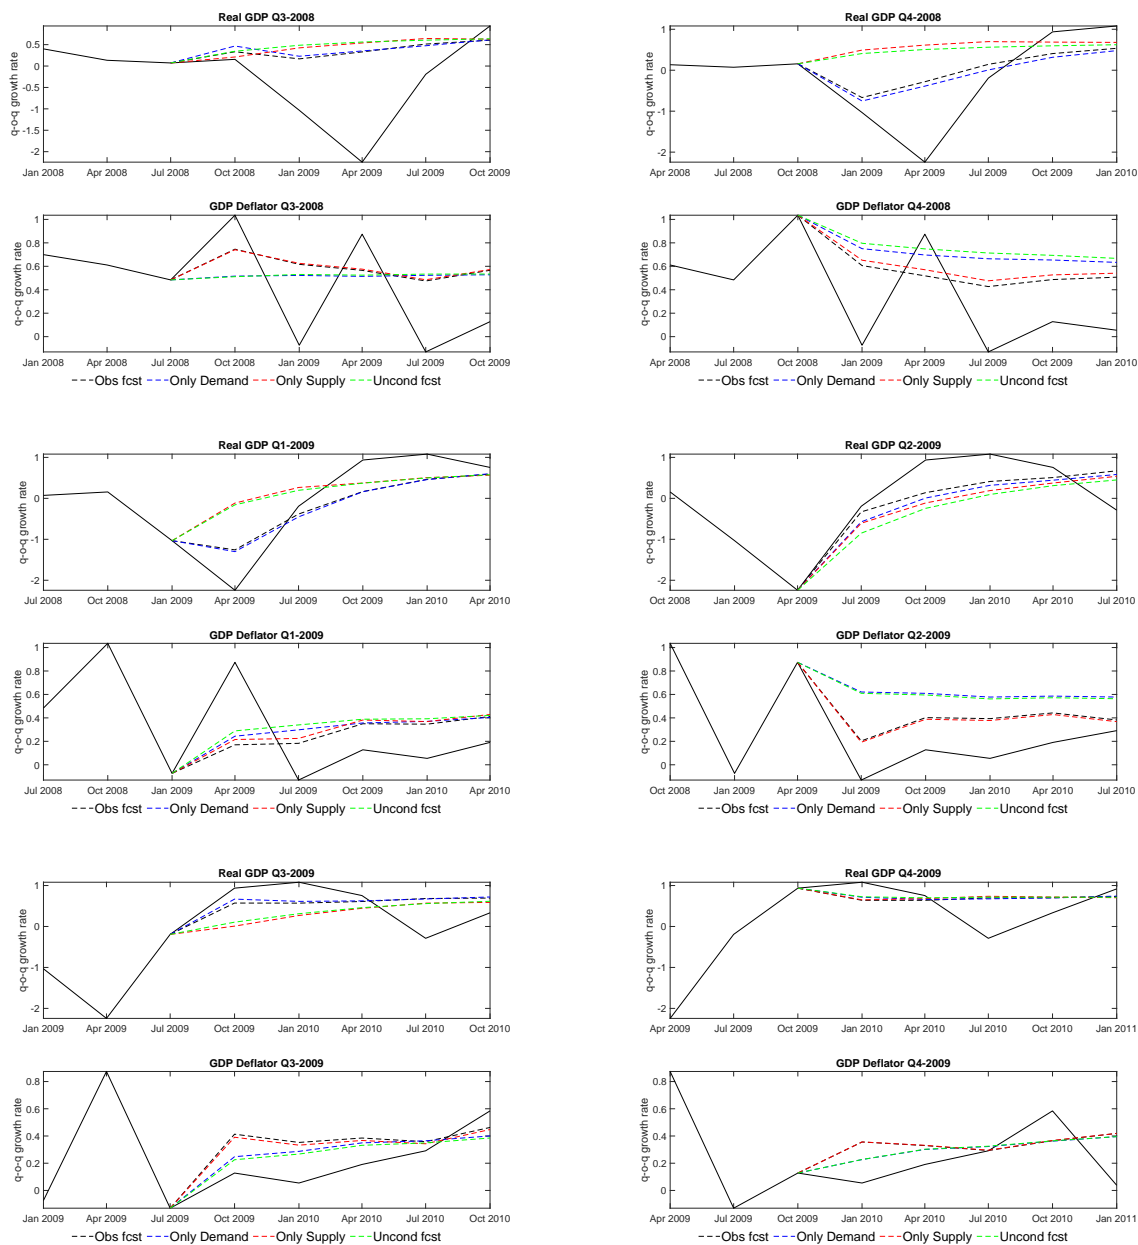 Real GDP Q3-2008
q-o-q growth rate
0.5
0
-0.5
-1
-1.5
-2
Jan 2008 Apr 2008 Jul 2008 Oct 2008 Jan 2009 Apr 2009 Jul 2009 Oct 2009
GDP Deflator Q3-2008
q-o-q growth rate
1
0.8
0.6
0.4
0.2
0
Jan 2008 Apr 2008 Jul 2008 Oct 2008 Jan 2009 Apr 2009 Jul 2009 Oct 2009
Obs fcst Only Demand Only Supply Uncond fcst
Real GDP Q4-2008
q-o-q growth rate
1
0
-1
-2
Apr 2008 Jul 2008 Oct 2008 Jan 2009 Apr 2009 Jul 2009 Oct 2009 Jan 2010
GDP Deflator Q4-2008
q-o-q growth rate
1
0.8
0.6
0.4
0.2
0
Apr 2008 Jul 2008 Oct 2008 Jan 2009 Apr 2009 Jul 2009 Oct 2009 Jan 2010
Obs fcst Only Demand Only Supply Uncond fcst
Real GDP Q1-2009
q-o-q growth rate
1
0
-1
-2
Jul 2008 Oct 2008 Jan 2009 Apr 2009 Jul 2009 Oct 2009 Jan 2010 Apr 2010
GDP Deflator Q1-2009
q-o-q growth rate
1
0.8
0.6
0.4
0.2
0
Jul 2008 Oct 2008 Jan 2009 Apr 2009 Jul 2009 Oct 2009 Jan 2010 Apr 2010
Obs fcst Only Demand Only Supply Uncond fcst
Real GDP Q2-2009
q-o-q growth rate
1
0
-1
-2
Oct 2008 Jan 2009 Apr 2009 Jul 2009 Oct 2009 Jan 2010 Apr 2010 Jul 2010
GDP Deflator Q2-2009
q-o-q growth rate
1
0.8
0.6
0.4
0.2
0
Oct 2008 Jan 2009 Apr 2009 Jul 2009 Oct 2009 Jan 2010 Apr 2010 Jul 2010
Obs fcst Only Demand Only Supply Uncond fcst
Real GDP Q3-2009
q-o-q growth rate
1
0
-1
-2
Jan 2009 Apr 2009 Jul 2009 Oct 2009 Jan 2010 Apr 2010 Jul 2010 Oct 2010
GDP Deflator Q3-2009
q-o-q growth rate
0.8
0.6
0.4
0.2
0
Jan 2009 Apr 2009 Jul 2009 Oct 2009 Jan 2010 Apr 2010 Jul 2010 Oct 2010
Obs fcst Only Demand Only Supply Uncond fcst
Real GDP Q4-2009
q-o-q growth rate
1
0
-1
-2
Apr 2009 Jul 2009 Oct 2009 Jan 2010 Apr 2010 Jul 2010 Oct 2010 Jan 2011
GDP Deflator Q4-2009
q-o-q growth rate
0.8
0.6
0.4
0.2
0
Apr 2009 Jul 2009 Oct 2009 Jan 2010 Apr 2010 Jul 2010 Oct 2010 Jan 2011
Obs fcst Only Demand Only Supply Uncond fcst